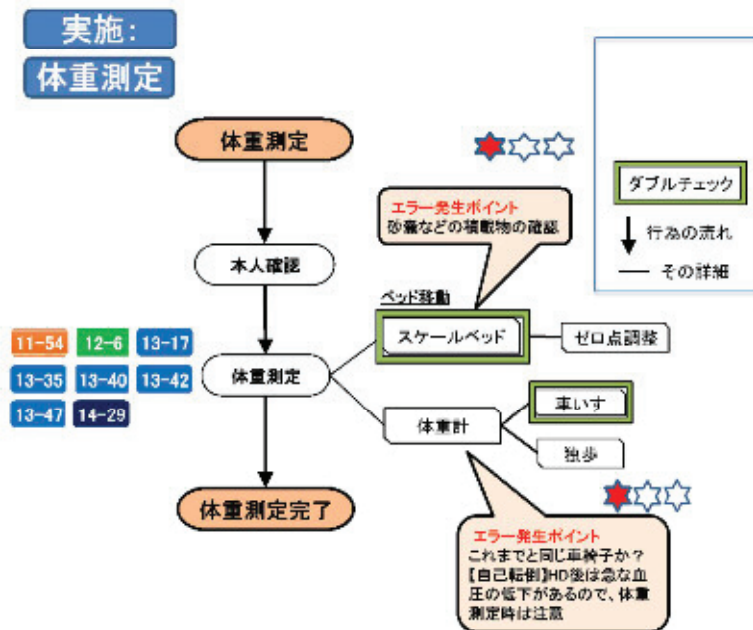 実施:
体重測定
体重測定
ダブルチェック
行為の流れ
その詳細
エラー発生ポイント
砂嚢などの積載物の確認
本人確認
ベッド移動
スケールベッド
ゼロ点調整
11-54 12-6 13-17
13-35 13-40 13-42
13-47 14-29
体重測定
車いす
体重計
独歩
体重測定完了
エラー発生ポイント
これまでと同じ車椅子か？
【自己転倒】HD後は急な血
圧の低下があるので、体重
測定時は注意